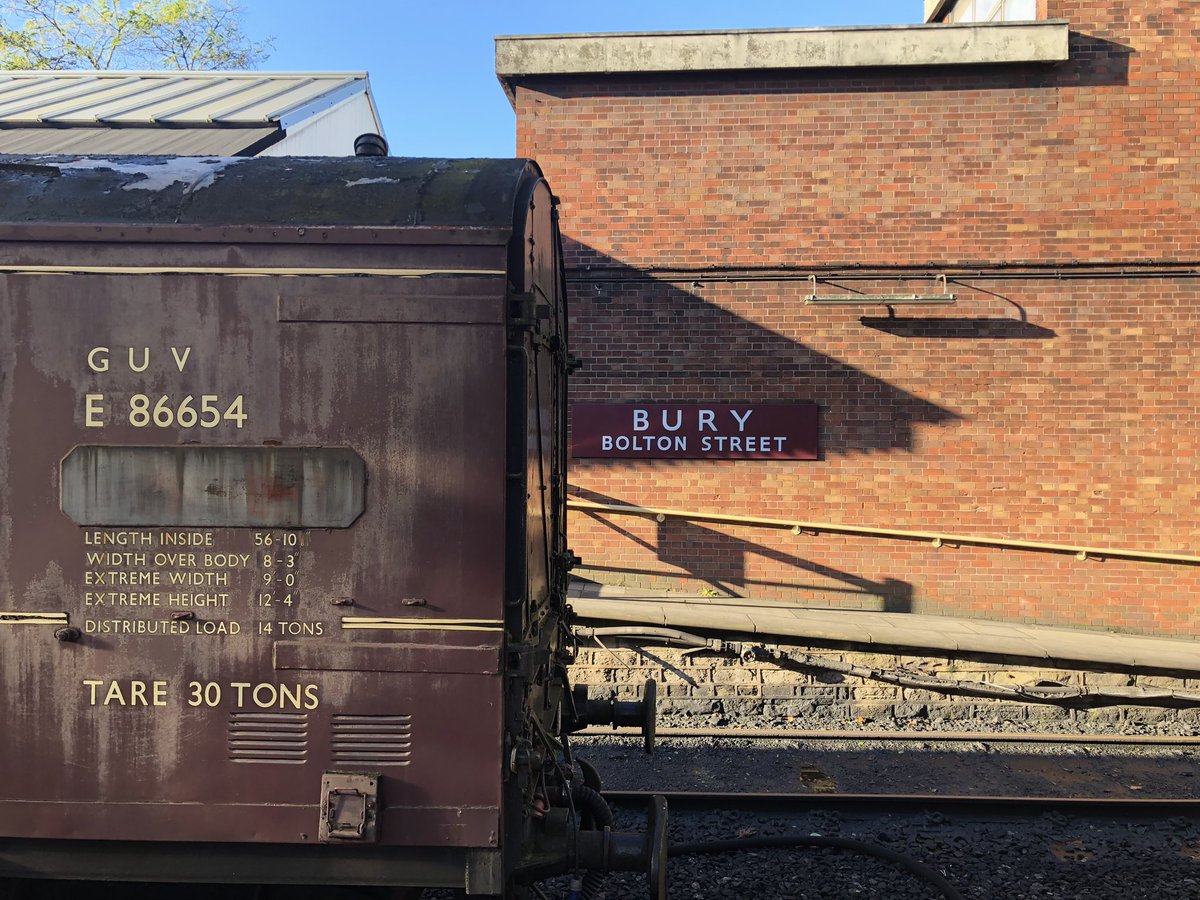 GUV
E 86654
LENGTH INSIDE 56-10
WIDTH OVER BODY 8-3"
EXTREME WIDTH 9-0"
EXTREME HEIGHT 12-4"
DISTRIBUTED LOAD 14 TONS
TARE 30 TONS
BURY
BOLTON STREET